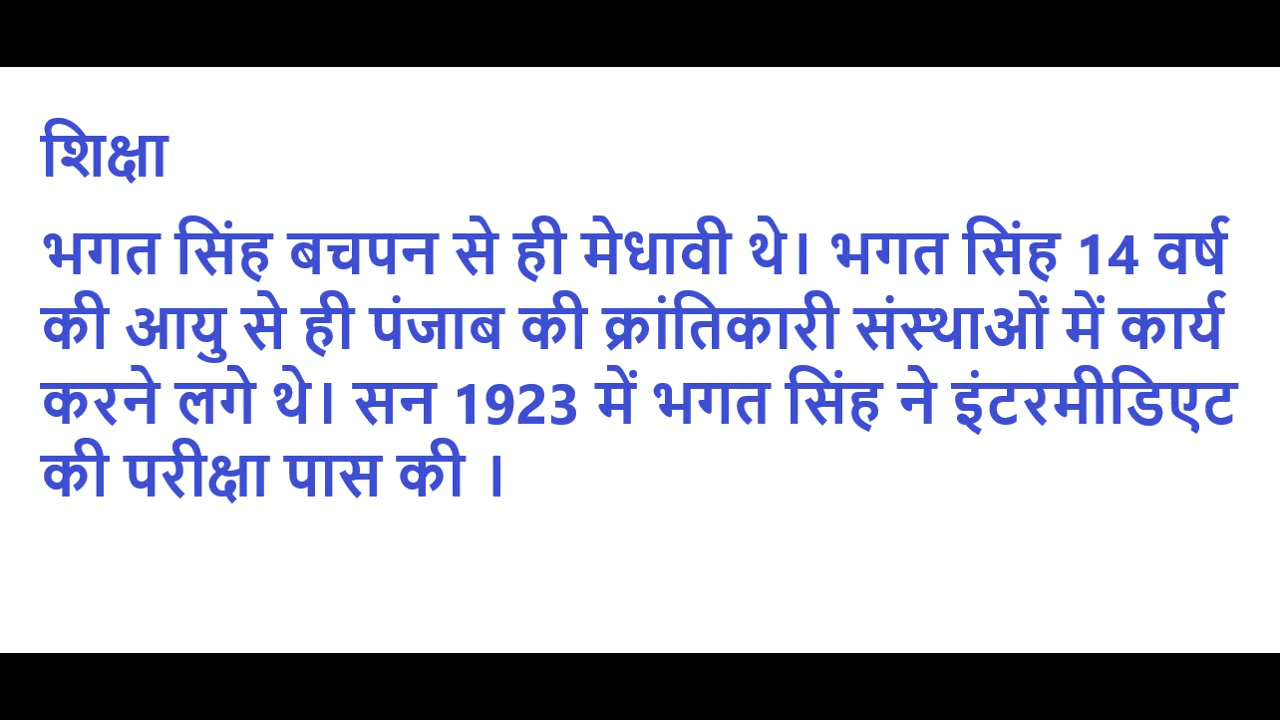 शिक्षा
भगत सिंह बचपन से ही मेधावी थे। भगत सिंह 14 वर्ष
की आयु से ही पंजाब की क्रांतिकारी संस्थाओं में कार्य
करने लगे थे। सन 1923 में भगत सिंह ने इंटरमीडिएट
की परीक्षा पास की ।